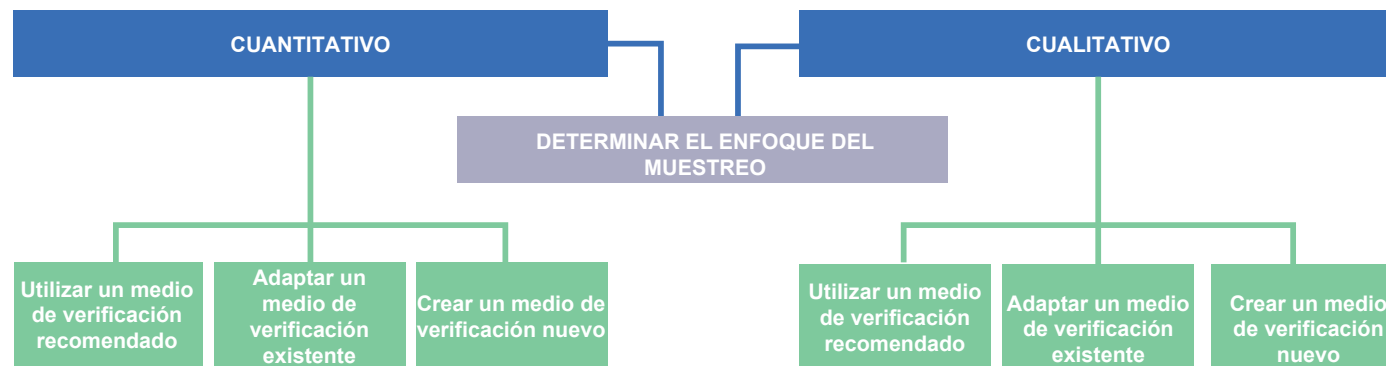 CUANTITATIVO
CUALITATIVO
DETERMINAR EL ENFOQUE DEL
MUESTREO
Utilizar un medio
de verificación
recomendado
Adaptar un
medio de
verificación
existente
Crear un medio de
verificación nuevo
Utilizar un medio
de verificación
recomendado
Adaptar un medio
de verificación
existente
Crear un medio
de verificación
nuevo